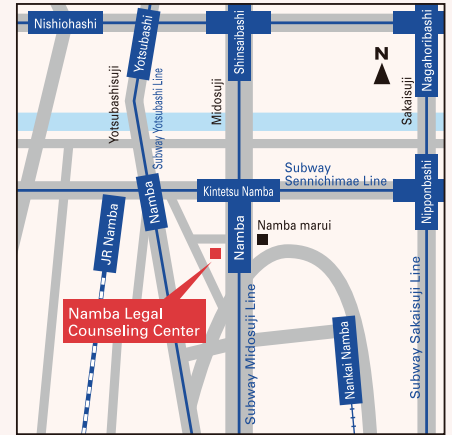 Nishiohashi
Yotsubashi
Shinsaibashi
Nagahoribashi
N
Yotsubashisuji
Subway Yotsubashi Line
Midosuji
Sakaisuji
Subway
Sennichimae Line
Kintetsu Namba
Nipponbashi
Namba
JR Namba
Namba
Namba marui
Namba Legal
Counseling Center
Subway Midosuji Line
Nankai Namba
Subway Sakaisuji Line